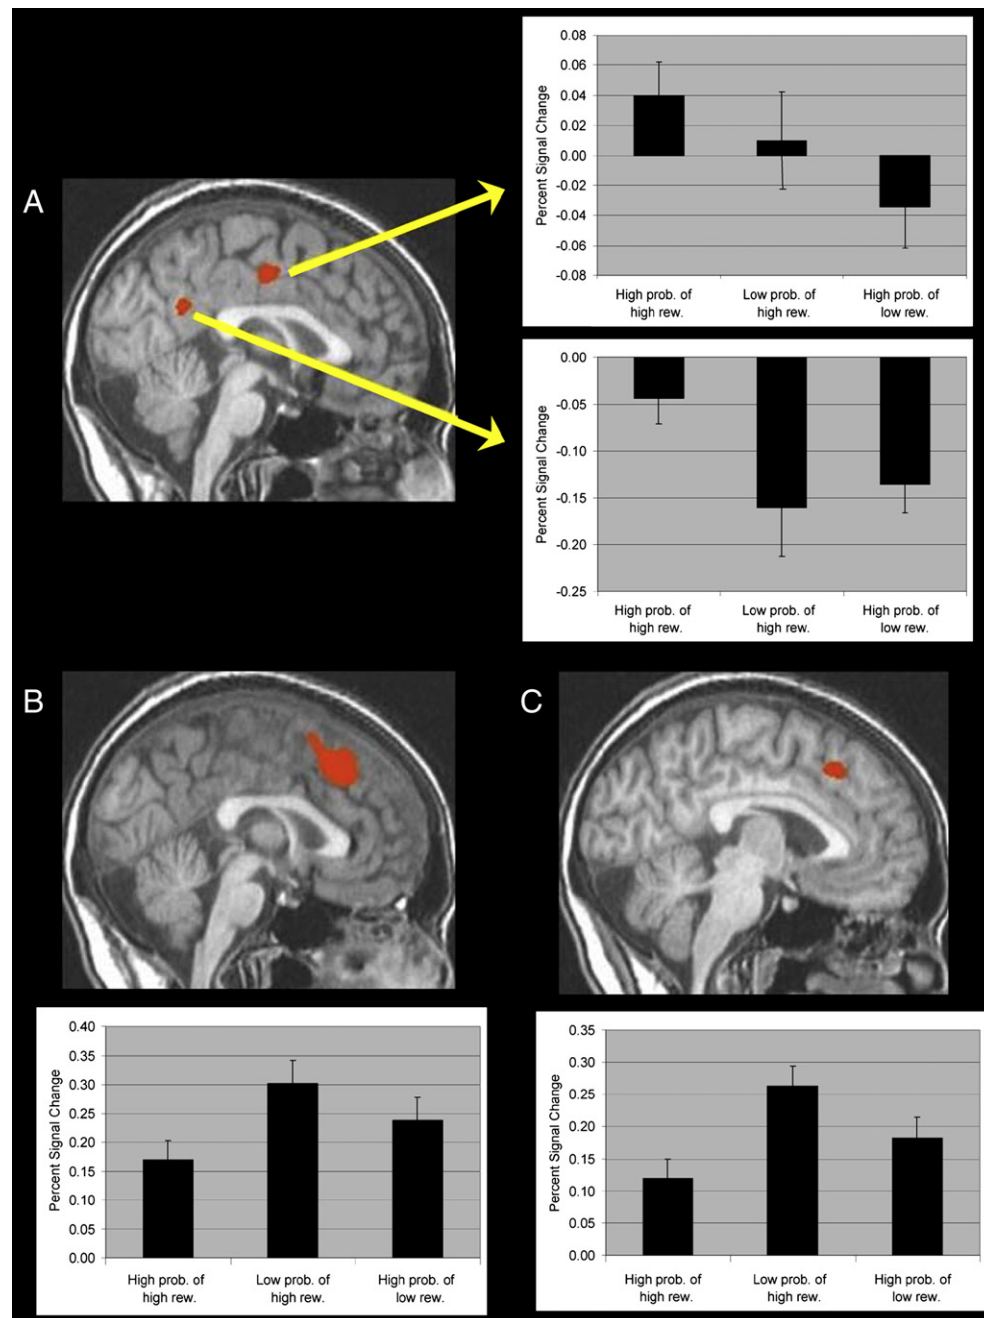 A
Percent Signal Change
0.08
0.06
0.04
0.02
0.00
-0.02
-0.04
-0.06
-0.08
High prob. of
high rew.
Low prob. of
high rew.
High prob. of
low rew.
Percent Signal Change
0.00
-0.05
-0.10
-0.15
-0.20
-0.25
High prob. of
high rew.
Low prob. of
high rew.
High prob. of
low rew.
B
Percent Signal Change
0.40
0.35
0.30
0.25
0.20
0.15
0.10
0.05
0.00
High prob. of
high rew.
Low prob. of
high rew.
High prob. of
low rew.
C
Percent Signal Change
0.35
0.30
0.25
0.20
0.15
0.10
0.05
0.00
High prob. of
high rew.
Low prob. of
high rew.
High prob. of
low rew.